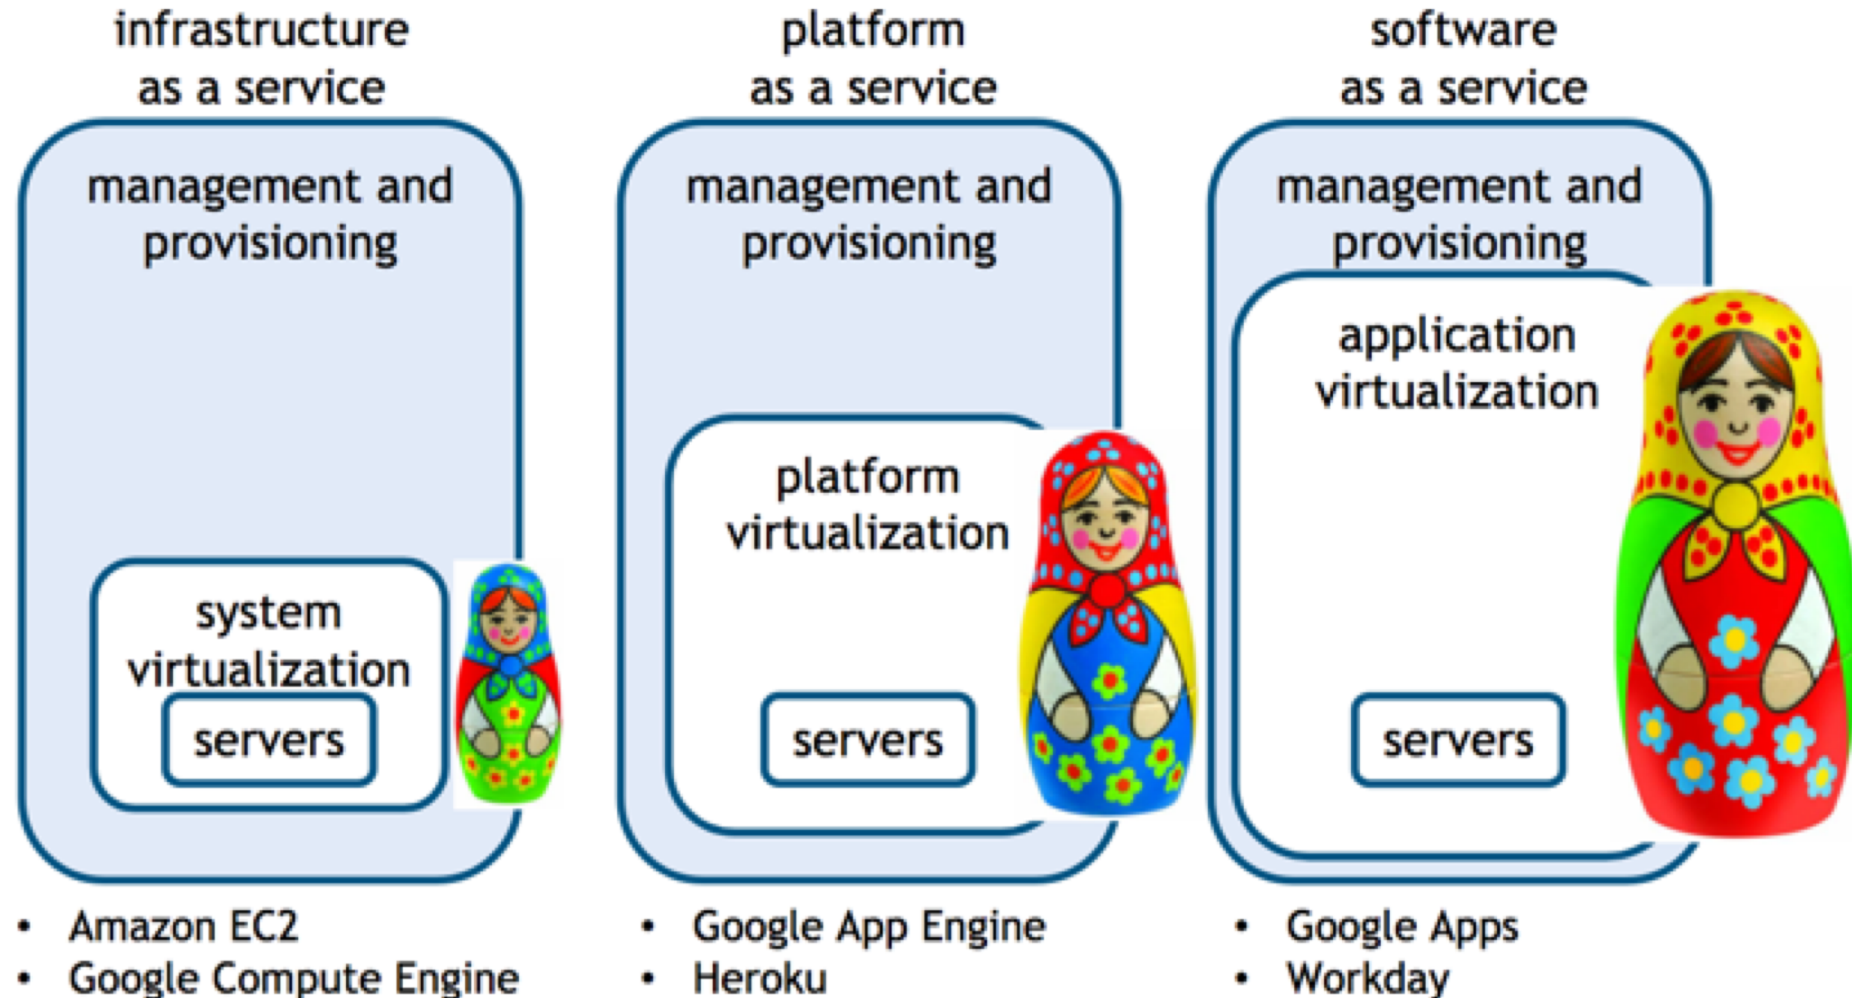 infrastructure
as a service
management and
provisioning
system
virtualization
servers
• Amazon EC2
• Google Compute Engine
platform
as a service
management and
provisioning
platform
virtualization
servers
• Google App Engine
• Heroku
software
as a service
management and
provisioning
application
virtualization
servers
• Google Apps
• Workday